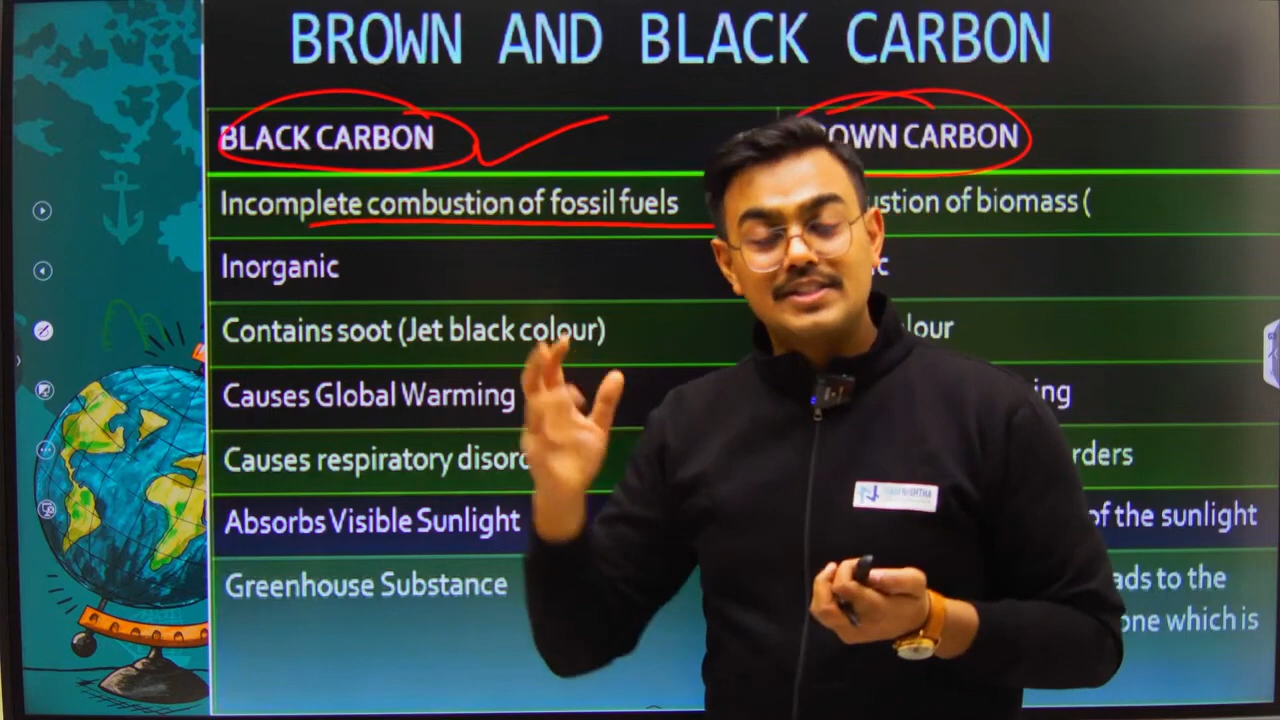 BROWN AND BLACK CARBON
BLACK CARBON
OWN CARBON
Incomplete combustion of fossil fuels
ustion of biomass (
Inorganic
c
Contains soot (Jet black colour)
lour
Causes Global Warming
ing
Causes respiratory disord
rders
Absorbs Visible Sunlight
of the sunlight
Greenhouse Substance
ads to the
one which is